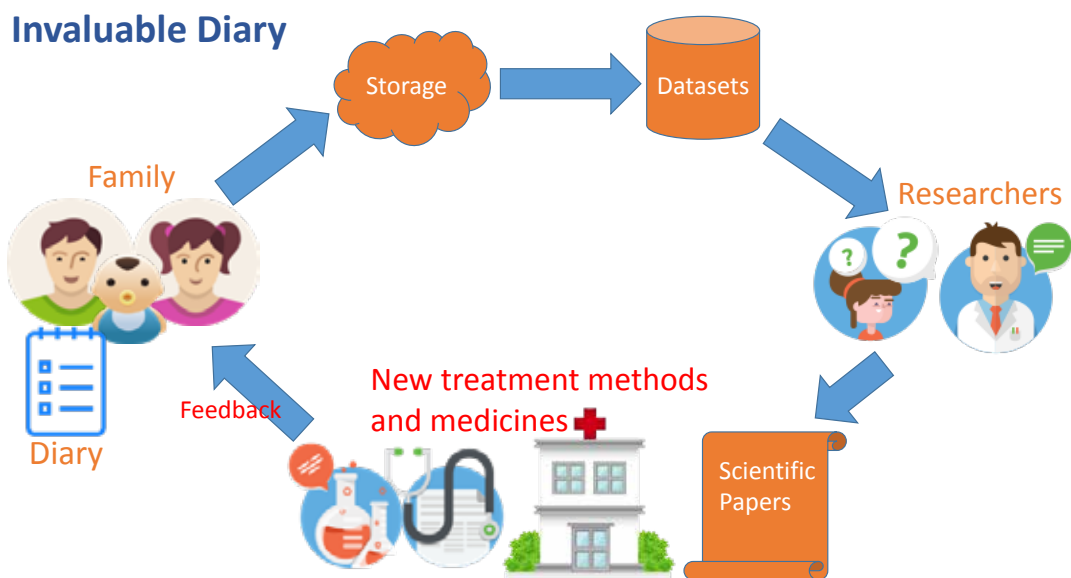 Invaluable Diary
Storage
Datasets
Family
Researchers
?
?
New treatment methods
and medicines
Feedback
Diary
Scientific
Papers